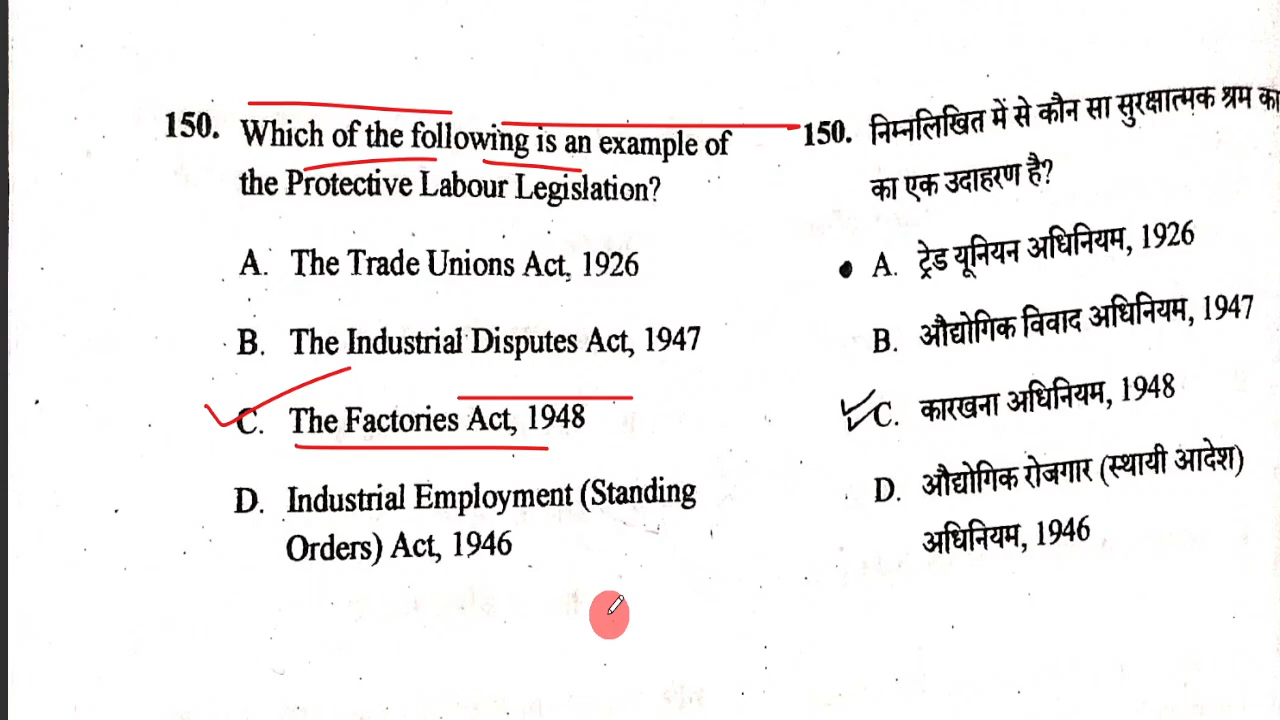 150. Which of the following is an example of
the Protective Labour Legislation?
A. The Trade Unions Act, 1926
B. The Industrial Disputes Act, 1947
C. The Factories Act, 1948
D. Industrial Employment (Standing
Orders) Act, 1946
150. निम्नलिखित में से कौन सा सुरक्षात्मक श्रम का
का एक उदाहरण है?
A. ट्रेड यूनियन अधिनियम, 1926
B. औद्योगिक विवाद अधिनियम, 1947
C. कारखना अधिनियम, 1948
D. औद्योगिक रोजगार (स्थायी आदेश)
अधिनियम, 1946